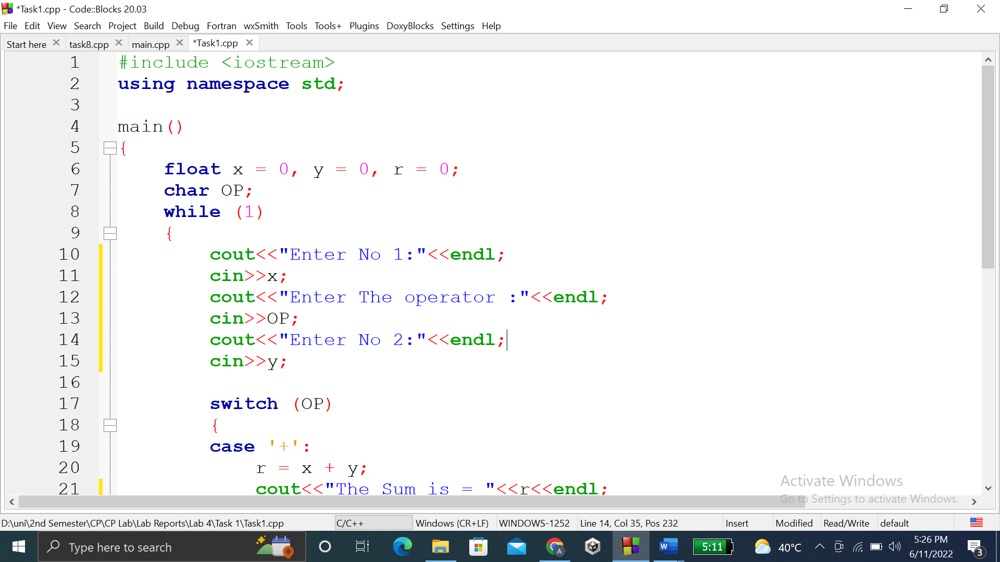 *Task1.cpp - Code::Blocks 20.03
File Edit View Search Project Build Debug Fortran wxSmith Tools Tools+ Plugins DoxyBlocks Settings Help
Start here task8.cpp main.cpp *Task1.cpp
1 #include <iostream>
2 using namespace std;
3
4 main()
5 {
6 float x = 0, y = 0, r = 0;
7 char OP;
8 while (1)
9 {
10 cout<<"Enter No 1:"<<endl;
11 cin>>x;
12 cout<<"Enter The operator :"<<endl;
13 cin>>OP;
14 cout<<"Enter No 2:"<<endl;
15 cin>>y;
16
17 switch (OP)
18 {
19 case '+':
20 r = x + y;
21 cout<<"The Sum is = "<<r<<endl;
Activate Windows
Go to Settings to activate Windows.
D:\uni\2nd Semester\CP\CP Lab\Lab Reports\Lab 4\Task 1\Task1.cpp C/C++ Windows (CR+LF) WINDOWS-1252 Line 14, Col 35, Pos 232 Insert Modified Read/Write default
Type here to search 5:11 40°C 5:26 PM
6/11/2022 3